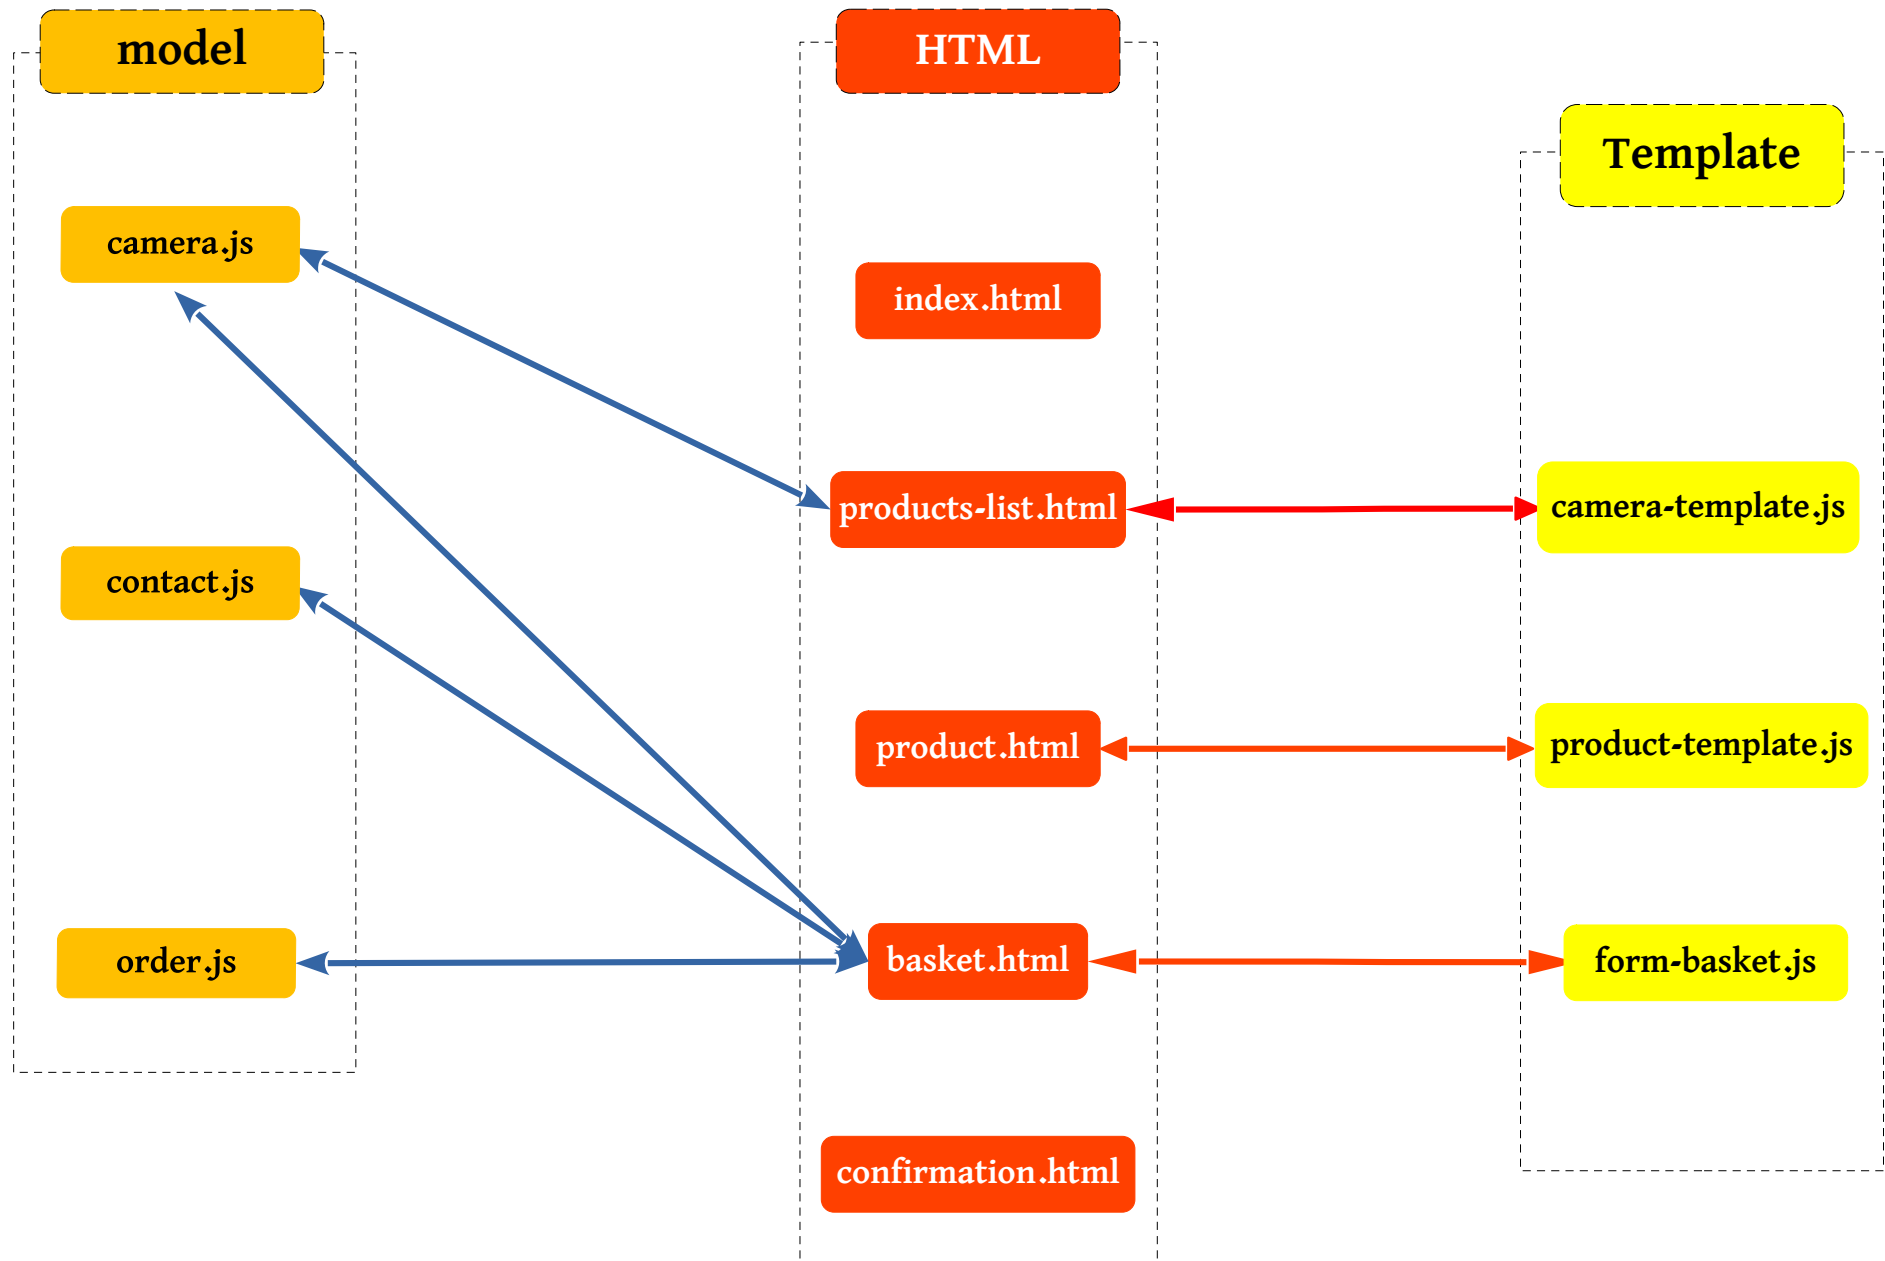 model
camera.js
contact.js
order.js
HTML
index.html
products-list.html
product.html
basket.html
confirmation.html
Template
camera-template.js
product-template.js
form-basket.js